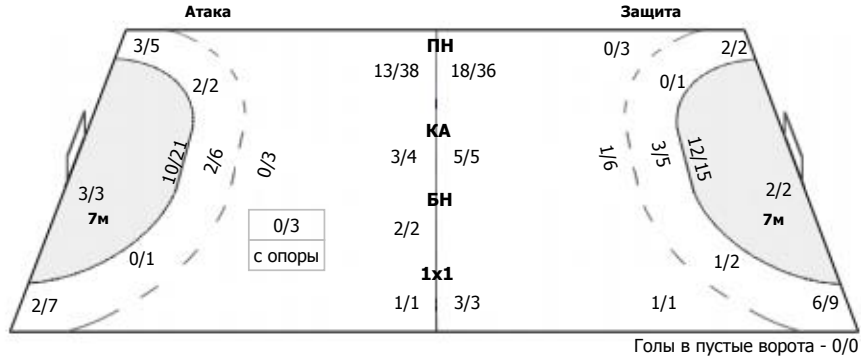 Атака Защита
3/5 ПН 0/3 2/2
13/38 18/36
2/2 0/1
КА
10/21 2/6 0/3 3/4 5/5 1/6 3/5 12/15
3/3 2/2
7м БН 7м
0/3 2/2
с опоры
0/1 1/2
1х1
2/7 1/1 3/3 1/1 6/9
Голы в пустые ворота - 0/0